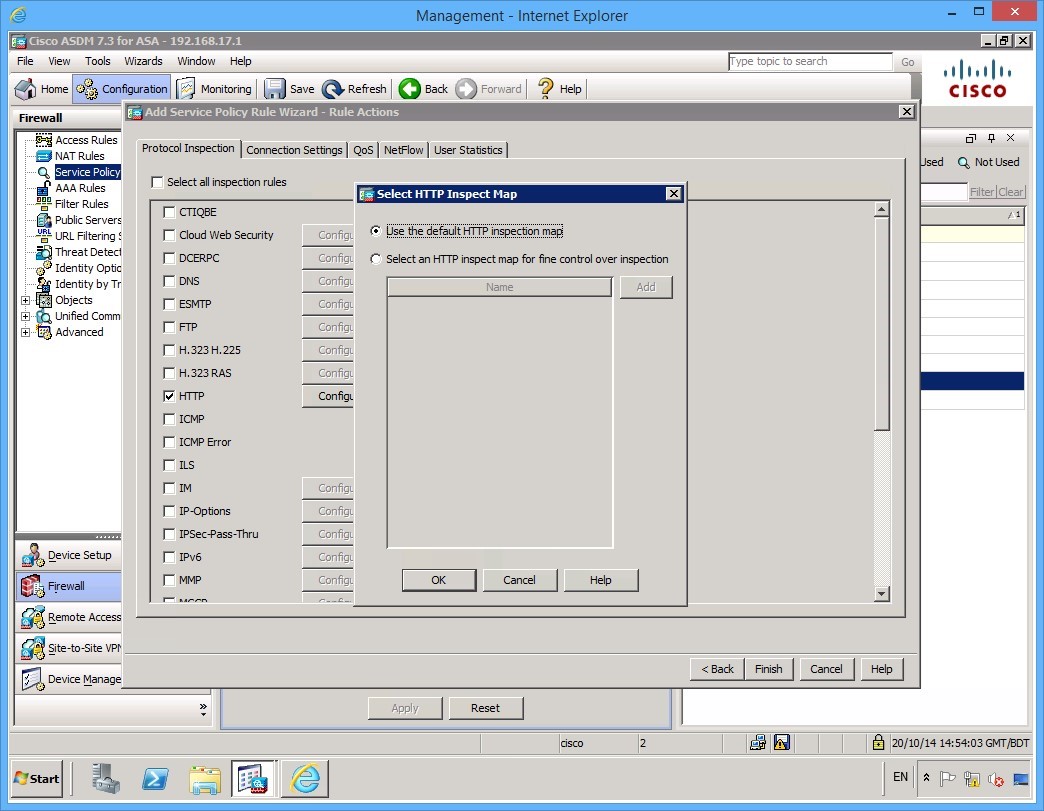 Management - Internet Explorer
Cisco ASDM 7.3 for ASA - 192.168.17.1
File View Tools Wizards Window Help
Type topic to search
Go
Home Configuration Monitoring Save Refresh Back Forward Help
CISCO
Firewall
Access Rules
NAT Rules
Service Policy
AAA Rules
Filter Rules
Public Servers
URL Filtering
Threat Detect
Identity Optio
Identity by Tr
Objects
Unified Comm
Advanced
Device Setup
Firewall
Remote Access
Site-to-Site VPN
Device Manage
Add Service Policy Rule Wizard - Rule Actions
Protocol Inspection Connection Settings QoS NetFlow User Statistics
Select all inspection rules
CTIQBE
Cloud Web Security Configu
DCERPC Configu
DNS Configu
ESMTP Configu
FTP Configu
H.323 H.225 Configu
H.323 RAS Configu
HTTP Configu
ICMP
ICMP Error
ILS
IM Configu
IP-Options Configu
IPSec-Pass-Thru Configu
IPv6 Configu
MMP Configu
Select HTTP Inspect Map
Use the default HTTP inspection map
Select an HTTP inspect map for fine control over inspection
Name
Add
OK Cancel Help
< Back Finish Cancel Help
Used Not Used
Filter Clear
1
Apply Reset
cisco 2 20/10/14 14:54:03 GMT/BDT
Start
EN